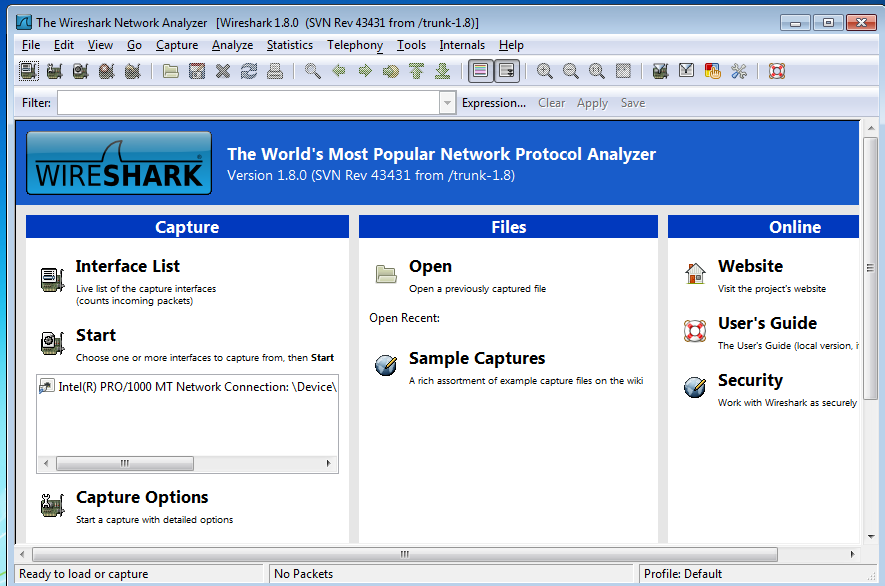 The Wireshark Network Analyzer [Wireshark 1.8.0 (SVN Rev 43431 from /trunk-1.8)]
File Edit View Go Capture Analyze Statistics Telephony Tools Internals Help
Filter: Expression... Clear Apply Save
WIRESHARK
The World's Most Popular Network Protocol Analyzer
Version 1.8.0 (SVN Rev 43431 from /trunk-1.8)
Capture
Interface List
Live list of the capture interfaces
(counts incoming packets)
Start
Choose one or more interfaces to capture from, then Start
Intel(R) PRO/1000 MT Network Connection: \Device\
Capture Options
Start a capture with detailed options
Files
Open
Open a previously captured file
Open Recent:
Sample Captures
A rich assortment of example capture files on the wiki
Online
Website
Visit the project's website
User's Guide
The User's Guide (local version, i
Security
Work with Wireshark as securely
Ready to load or capture
No Packets
Profile: Default